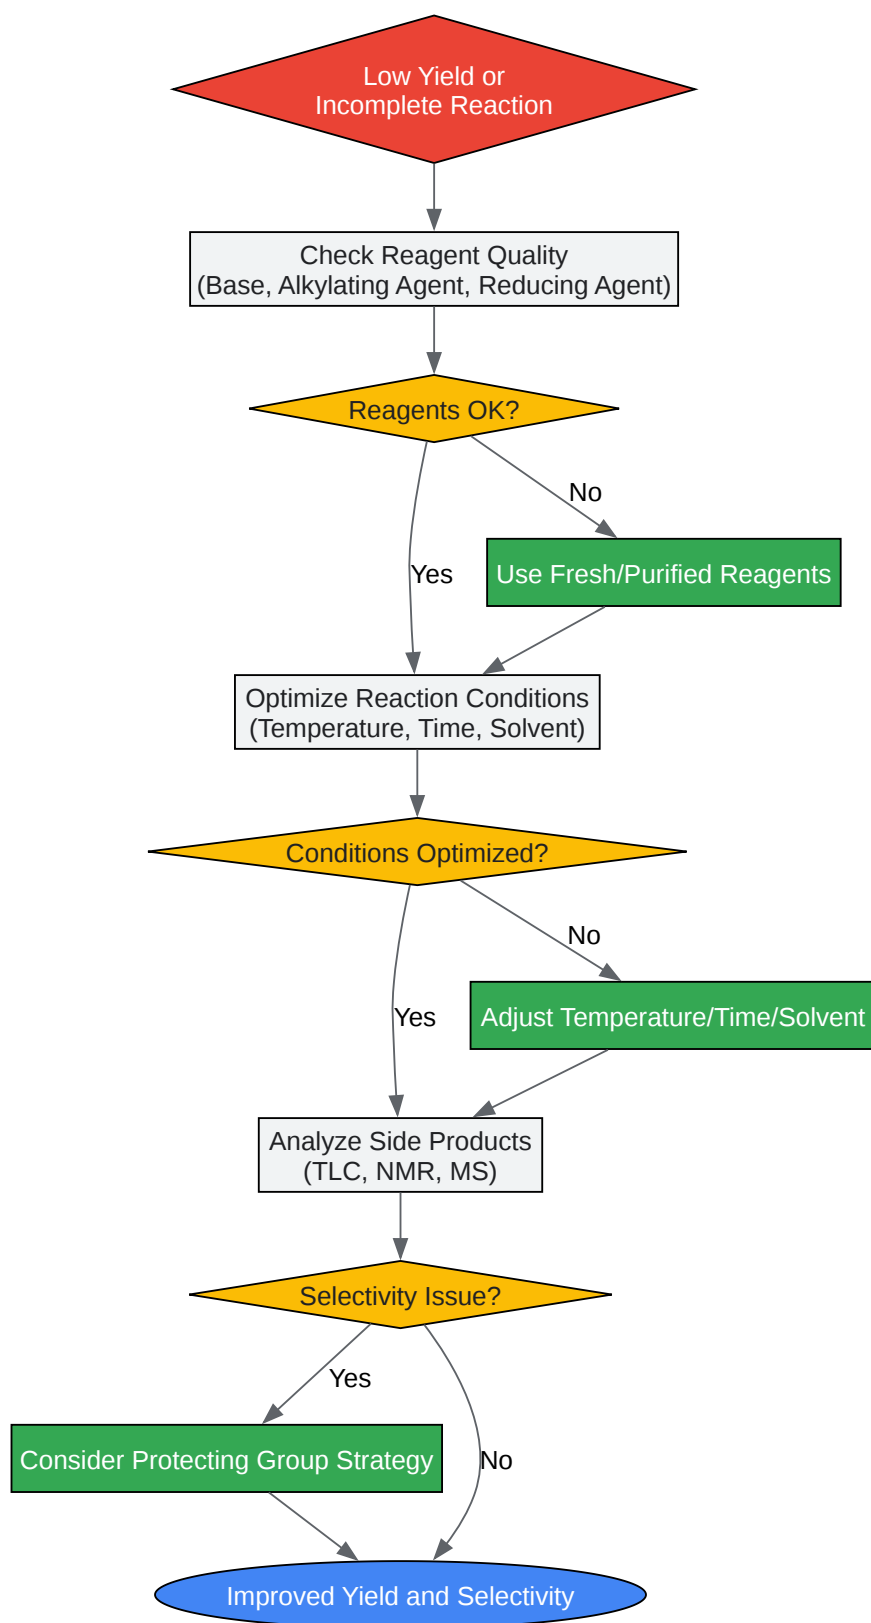 Low Yield or
Incomplete Reaction
Check Reagent Quality
(Base, Alkylating Agent, Reducing Agent)
Reagents OK?
No
Yes
Use Fresh/Purified Reagents
Optimize Reaction Conditions
(Temperature, Time, Solvent)
Conditions Optimized?
No
Yes
Adjust Temperature/Time/Solvent
Analyze Side Products
(TLC, NMR, MS)
Selectivity Issue?
Yes
Consider Protecting Group Strategy
No
Improved Yield and Selectivity